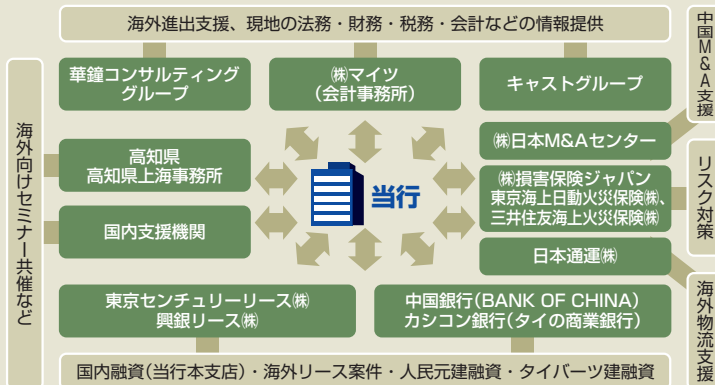 海外進出支援、現地の法務・財務・税務・会計などの情報提供
中国M&A支援
華鐘コンサルティング
グループ
㈱マイツ
（会計事務所）
キャストグループ
海外向けセミナー共催など
高知県
高知県上海事務所
国内支援機関
当行
㈱日本M&Aセンター
㈱損害保険ジャパン
東京海上日動火災保険㈱、
三井住友海上火災保険㈱
リスク対策
日本通運㈱
海外物流支援
東京センチュリーリース㈱
興銀リース㈱
中国銀行（BANK OF CHINA）
カシコン銀行（タイの商業銀行）
国内融資（当行本支店）・海外リース案件・人民元建融資・タイバーツ建融資